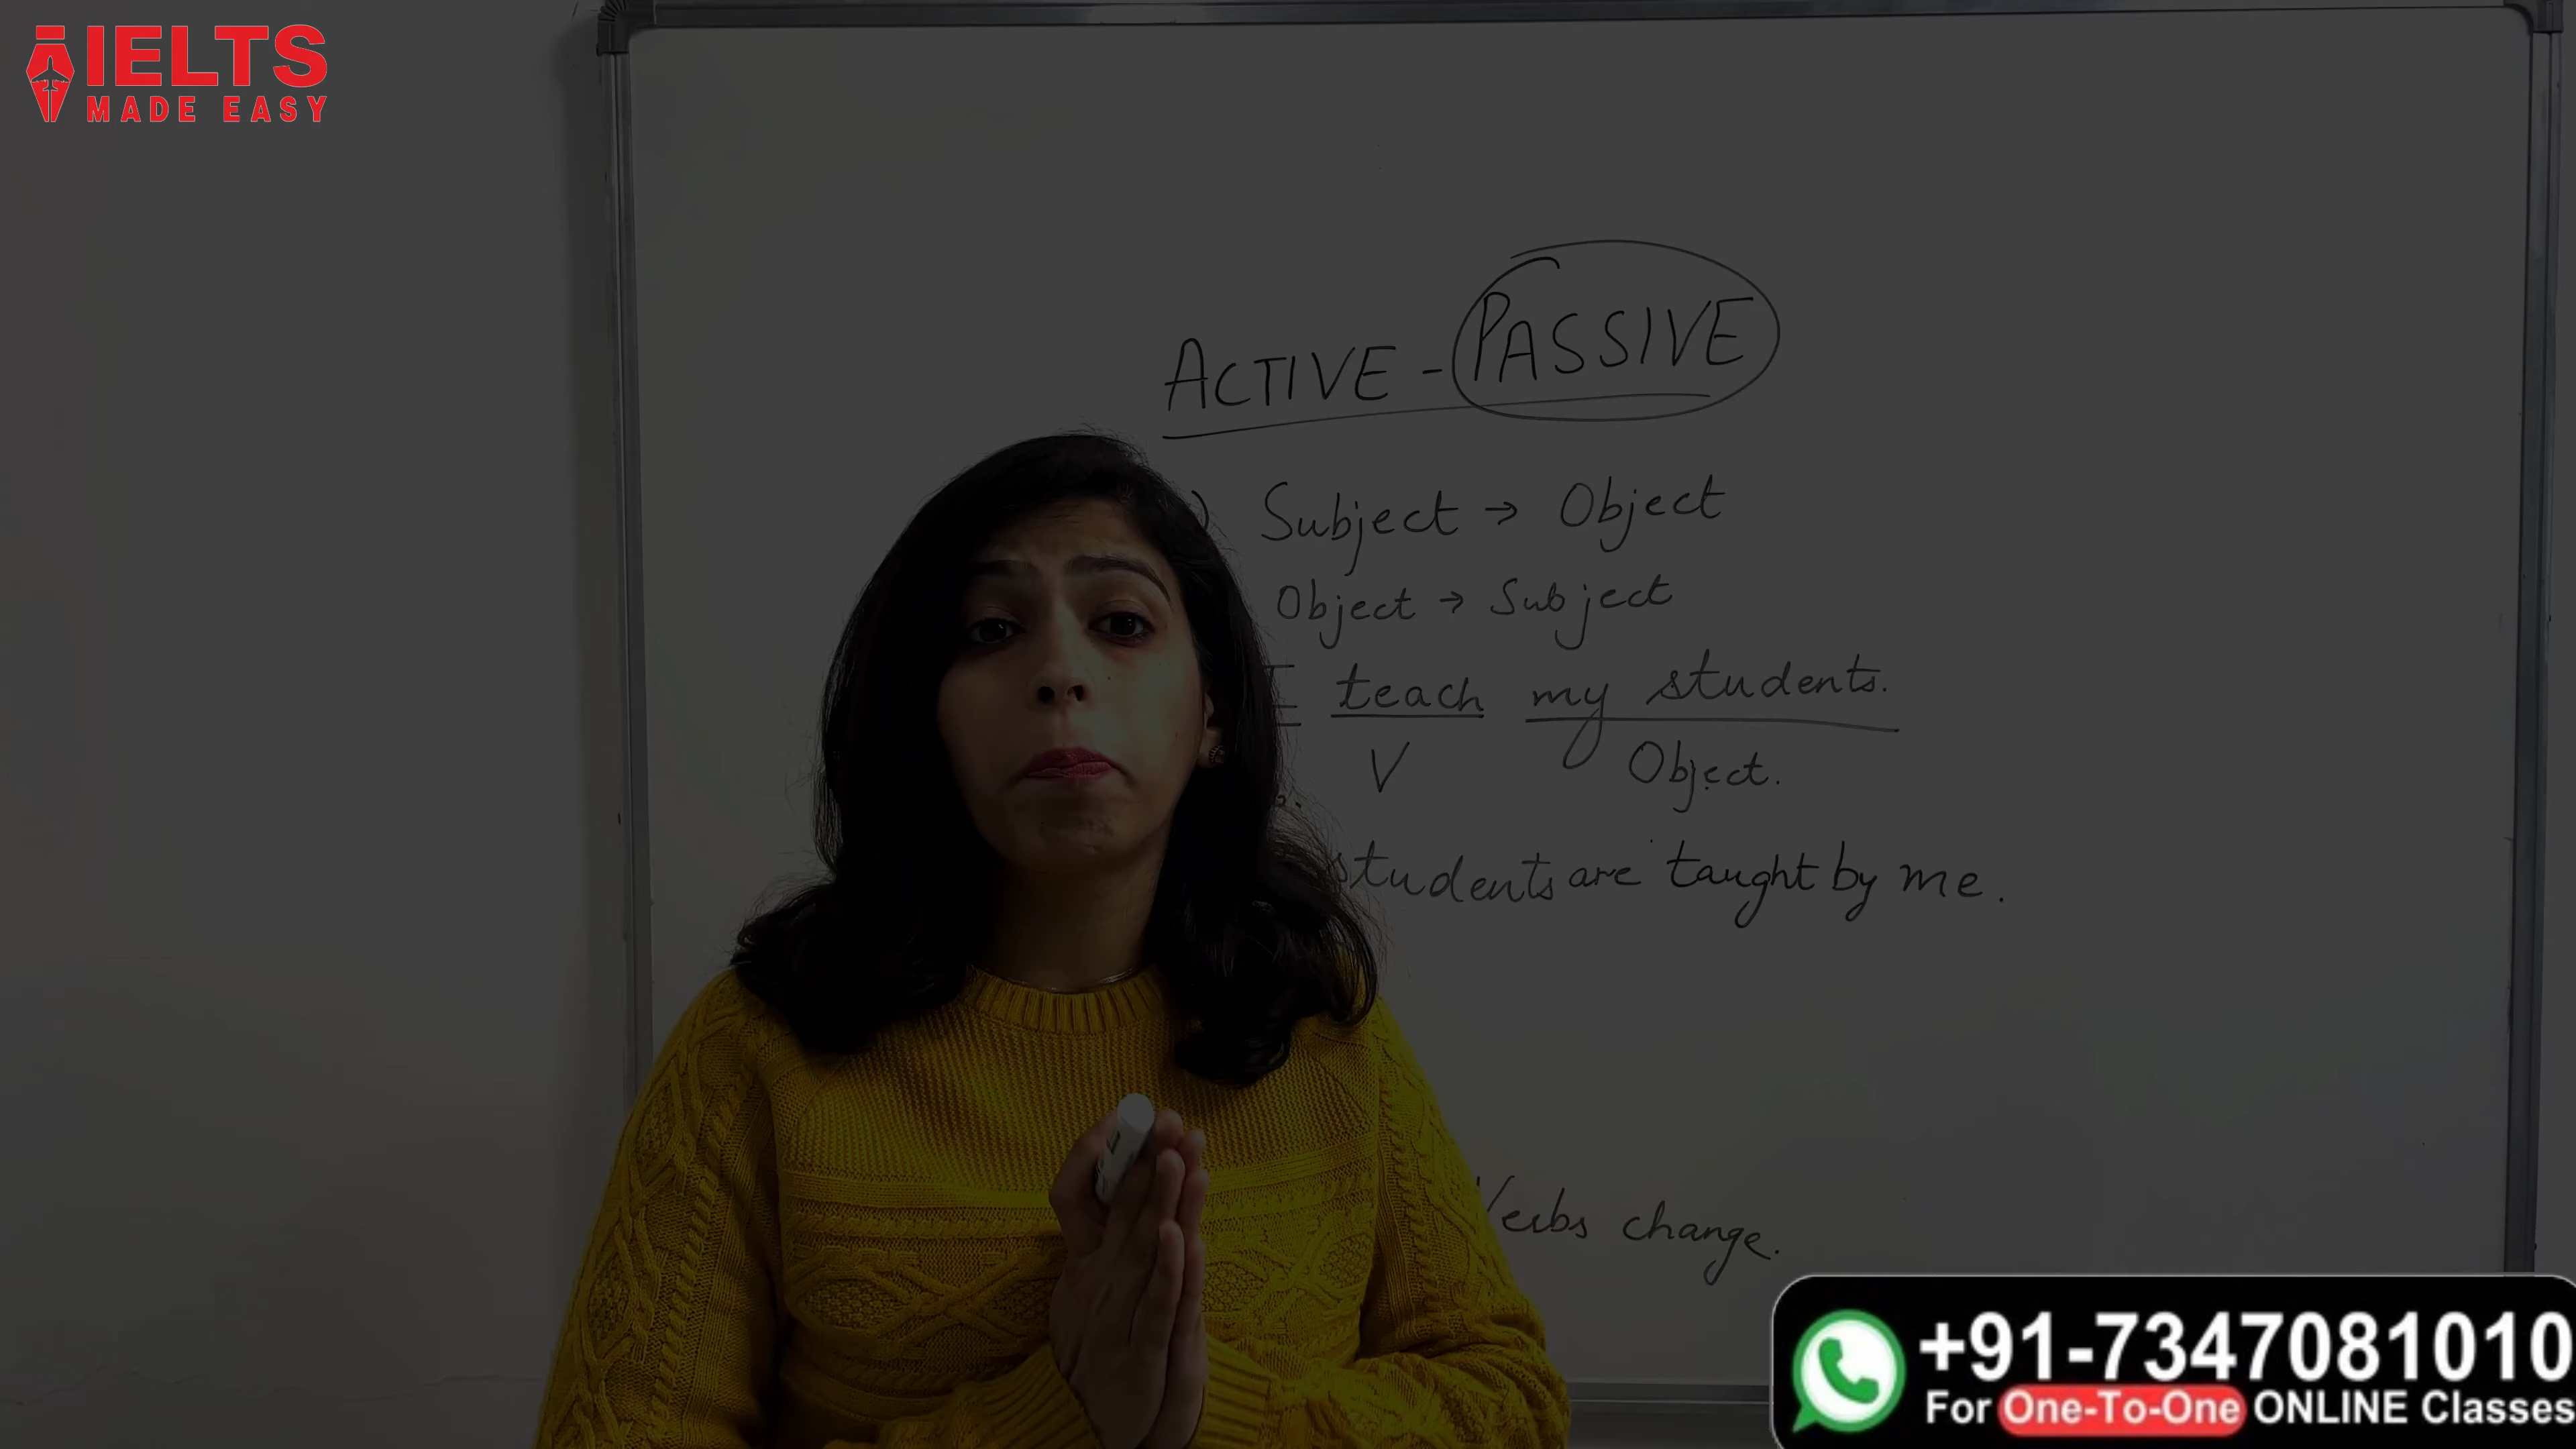 IELTS
MADE EASY
ACTIVE - PASSIVE
Subject → Object
Object → Subject
I teach my students.
V Object.
students are taught by me.
Verbs change.
+91-7347081010
For One-To-One ONLINE Classes